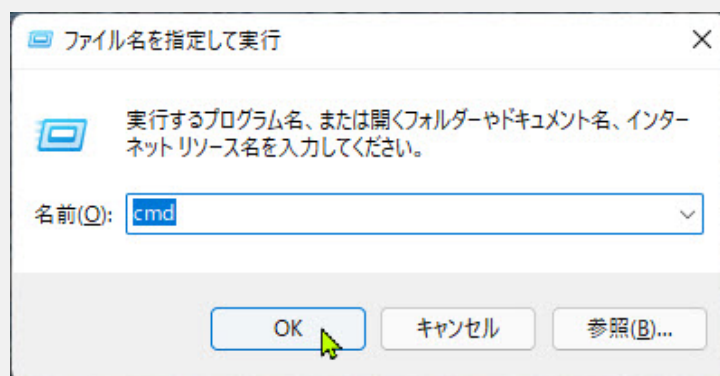 ファイル名を指定して実行
実行するプログラム名、または開くフォルダーやドキュメント名、インター
ネット リソース名を入力してください。
名前(O): cmd
OK キャンセル 参照(B)...